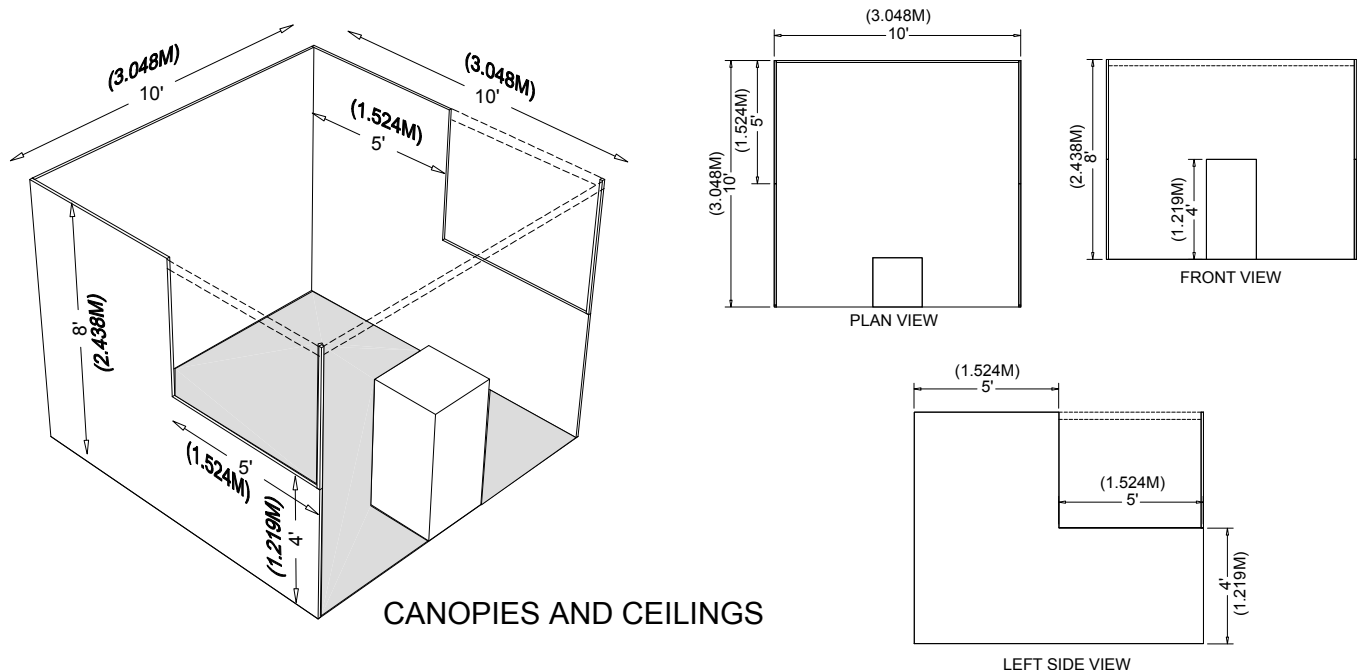 (3.048M)
10'
(3.048M)
10'
(1.524M)
5'
8'
(2.438M)
5'
(1.524M)
4'
(1.219M)
CANOPIES AND CEILINGS
(3.048M)
10'
(1.524M)
5'
(3.048M)
10'
PLAN VIEW
(2.438M)
8'
(1.219M)
4'
FRONT VIEW
(1.524M)
5'
(1.524M)
5'
4'
(1.219M)
LEFT SIDE VIEW